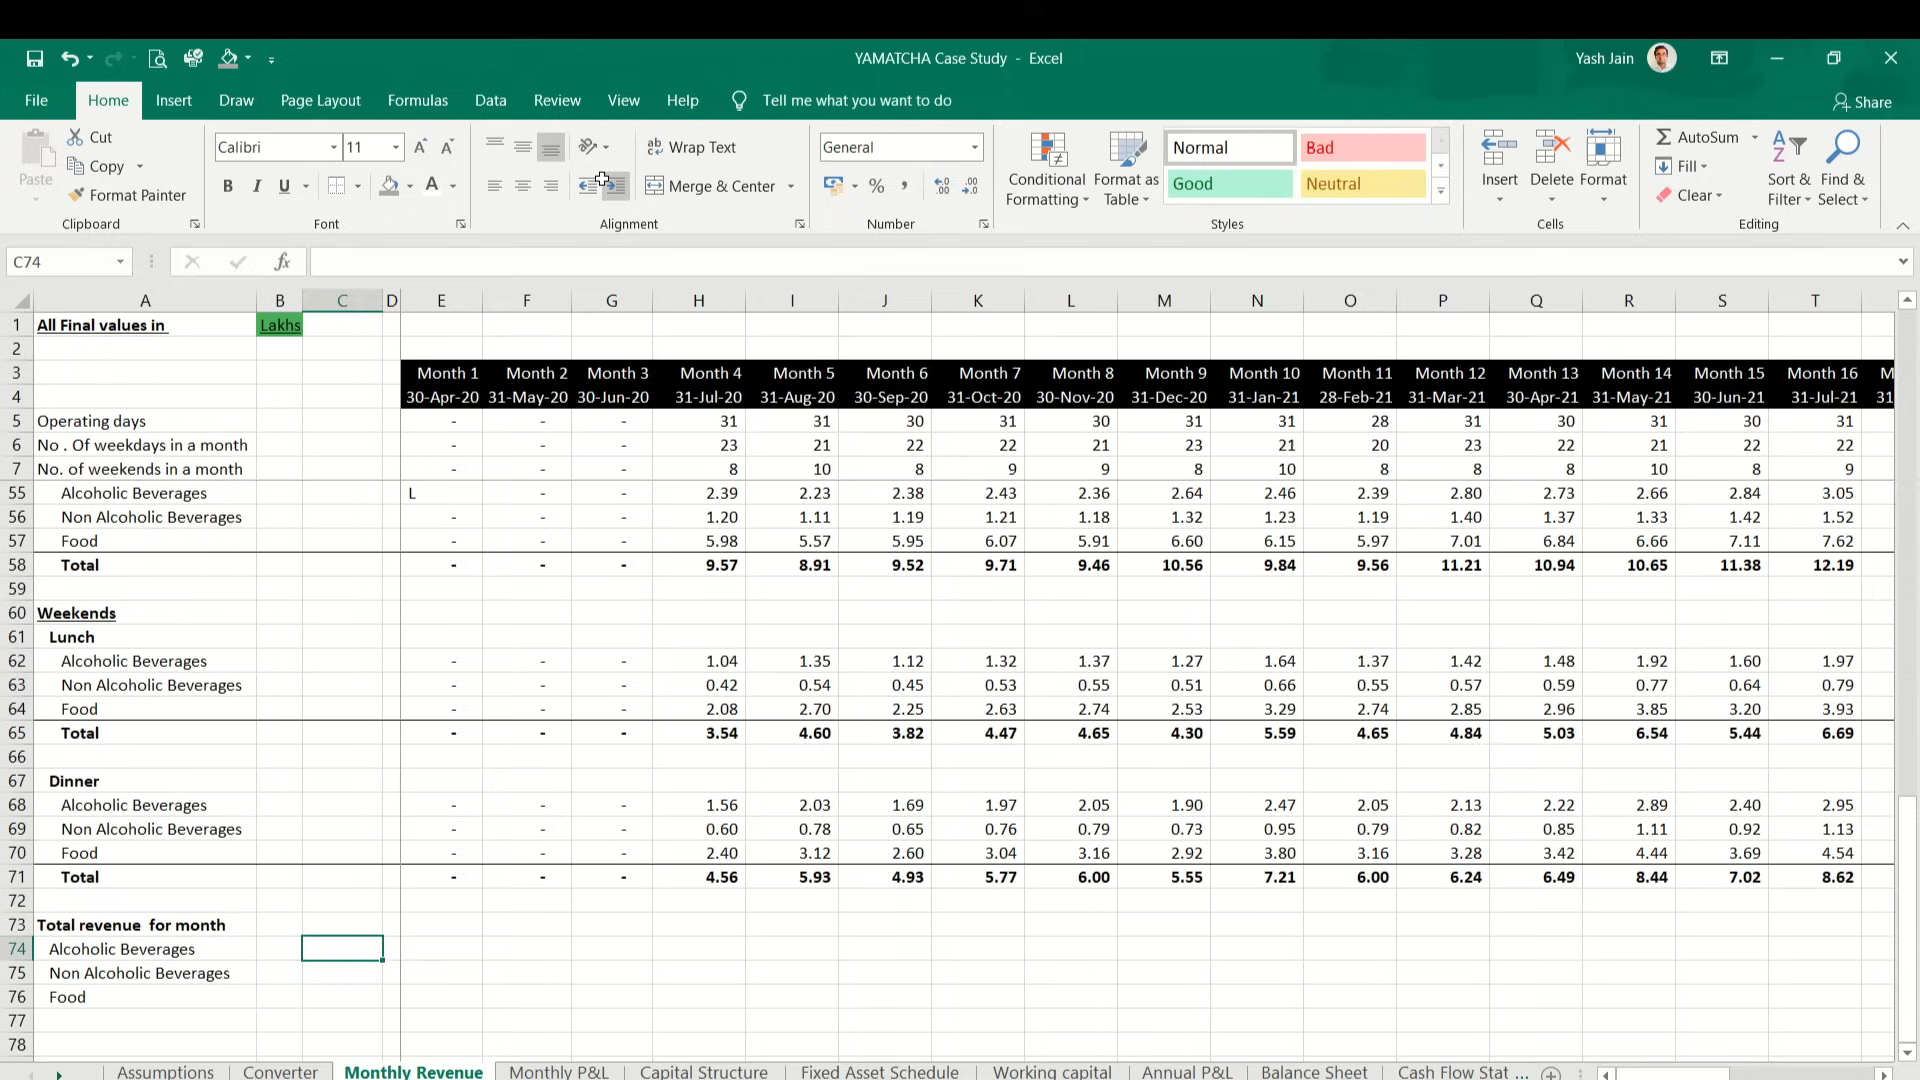 YAMATCHA Case Study - Excel
Yash Jain
File Home Insert Draw Page Layout Formulas Data Review View Help Tell me what you want to do Share
Paste Cut Copy Format Painter Clipboard
Calibri 11 B I U A Font
Wrap Text Merge & Center Alignment
General % , Number
Conditional Formatting Format as Table Normal Bad Good Neutral Styles
Insert Delete Format Cells
AutoSum Fill Clear Sort & Filter Find & Select Editing
C74 fx
A B C D E F G H I J K L M N O P Q R S T
1 All Final values in Lakhs
2
3 Month 1 Month 2 Month 3 Month 4 Month 5 Month 6 Month 7 Month 8 Month 9 Month 10 Month 11 Month 12 Month 13 Month 14 Month 15 Month 16 M
4 30-Apr-20 31-May-20 30-Jun-20 31-Jul-20 31-Aug-20 30-Sep-20 31-Oct-20 30-Nov-20 31-Dec-20 31-Jan-21 28-Feb-21 31-Mar-21 30-Apr-21 31-May-21 30-Jun-21 31-Jul-21 31
5 Operating days - - - 31 31 30 31 30 31 31 28 31 30 31 30 31
6 No . Of weekdays in a month - - - 23 21 22 22 21 23 21 20 23 22 21 22 22
7 No. of weekends in a month - - - 8 10 8 9 9 8 10 8 8 8 10 8 9
55 Alcoholic Beverages L - - 2.39 2.23 2.38 2.43 2.36 2.64 2.46 2.39 2.80 2.73 2.66 2.84 3.05
56 Non Alcoholic Beverages - - - 1.20 1.11 1.19 1.21 1.18 1.32 1.23 1.19 1.40 1.37 1.33 1.42 1.52
57 Food - - - 5.98 5.57 5.95 6.07 5.91 6.60 6.15 5.97 7.01 6.84 6.66 7.11 7.62
58 Total - - - 9.57 8.91 9.52 9.71 9.46 10.56 9.84 9.56 11.21 10.94 10.65 11.38 12.19
59
60 Weekends
61 Lunch
62 Alcoholic Beverages - - - 1.04 1.35 1.12 1.32 1.37 1.27 1.64 1.37 1.42 1.48 1.92 1.60 1.97
63 Non Alcoholic Beverages - - - 0.42 0.54 0.45 0.53 0.55 0.51 0.66 0.55 0.57 0.59 0.77 0.64 0.79
64 Food - - - 2.08 2.70 2.25 2.63 2.74 2.53 3.29 2.74 2.85 2.96 3.85 3.20 3.93
65 Total - - - 3.54 4.60 3.82 4.47 4.65 4.30 5.59 4.65 4.84 5.03 6.54 5.44 6.69
66
67 Dinner
68 Alcoholic Beverages - - - 1.56 2.03 1.69 1.97 2.05 1.90 2.47 2.05 2.13 2.22 2.89 2.40 2.95
69 Non Alcoholic Beverages - - - 0.60 0.78 0.65 0.76 0.79 0.73 0.95 0.79 0.82 0.85 1.11 0.92 1.13
70 Food - - - 2.40 3.12 2.60 3.04 3.16 2.92 3.80 3.16 3.28 3.42 4.44 3.69 4.54
71 Total - - - 4.56 5.93 4.93 5.77 6.00 5.55 7.21 6.00 6.24 6.49 8.44 7.02 8.62
72
73 Total revenue for month
74 Alcoholic Beverages
75 Non Alcoholic Beverages
76 Food
77
78
Assumptions Converter Monthly Revenue Monthly P&L Capital Structure Fixed Asset Schedule Working capital Annual P&L Balance Sheet Cash Flow Stat ...